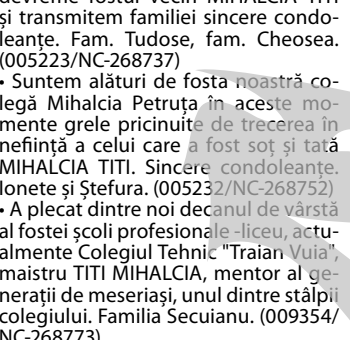 devreme fostul vecin MIHALCIA TITI
și transmitem familiei sincere condo-
leanțe. Fam. Tudose, fam. Cheosea.
(005223/NC-268737)
• Suntem alături de fosta noastră co-
legă Mihalcia Petruța în aceste mo-
mente grele pricinuite de trecerea în
neființă a celui care a fost soț și tată
MIHALCIA TITI. Sincere condoleanțe.
Ionete și Ștefura. (005232/NC-268752)
• A plecat dintre noi decanul de vârstă
al fostei școli profesionale -liceu, actu-
almente Colegiul Tehnic "Traian Vuia",
maistru TITI MIHALCIA, mentor al ge-
nerații de meseriași, unul dintre stâlpii
colegiului. Familia Secuianu. (009354/
NC-268773)